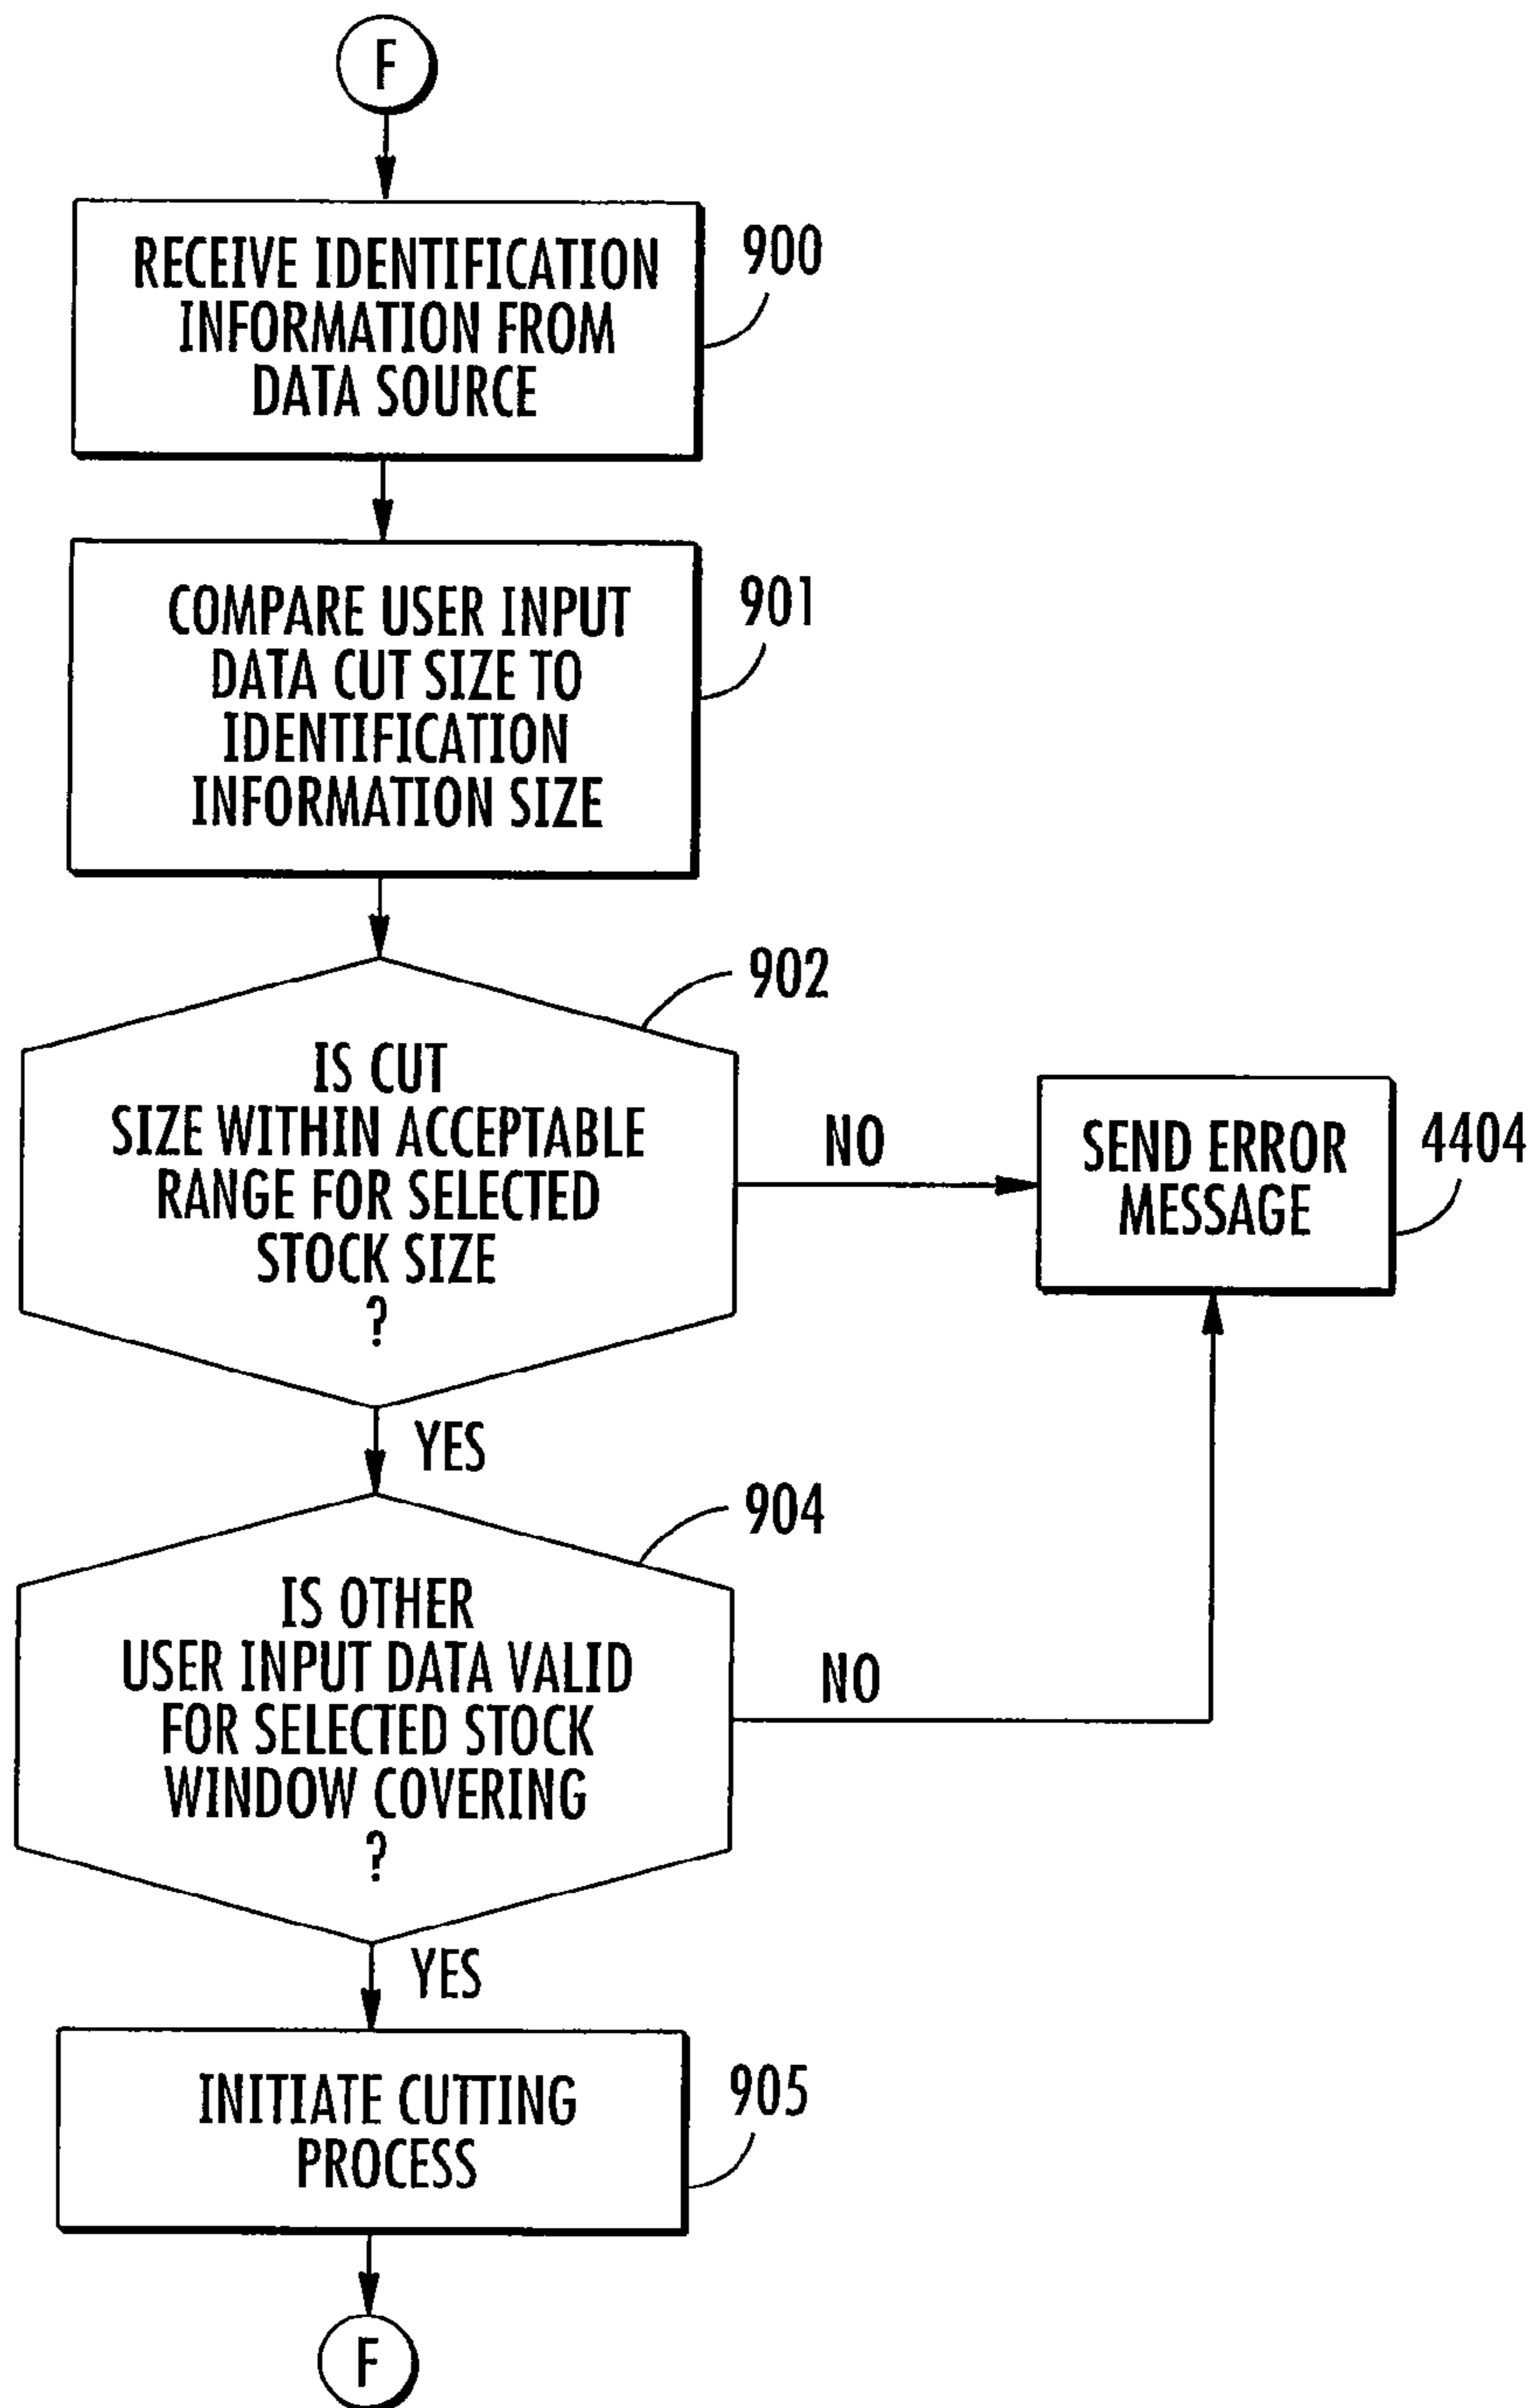 F
RECEIVE IDENTIFICATION
INFORMATION FROM
DATA SOURCE
900
COMPARE USER INPUT
DATA CUT SIZE TO
IDENTIFICATION
INFORMATION SIZE
901
902
IS CUT
SIZE WITHIN ACCEPTABLE
RANGE FOR SELECTED
STOCK SIZE
?
NO
SEND ERROR
MESSAGE
4404
YES
904
IS OTHER
USER INPUT DATA VALID
FOR SELECTED STOCK
WINDOW COVERING
?
NO
YES
INITIATE CUTTING
PROCESS
905
F